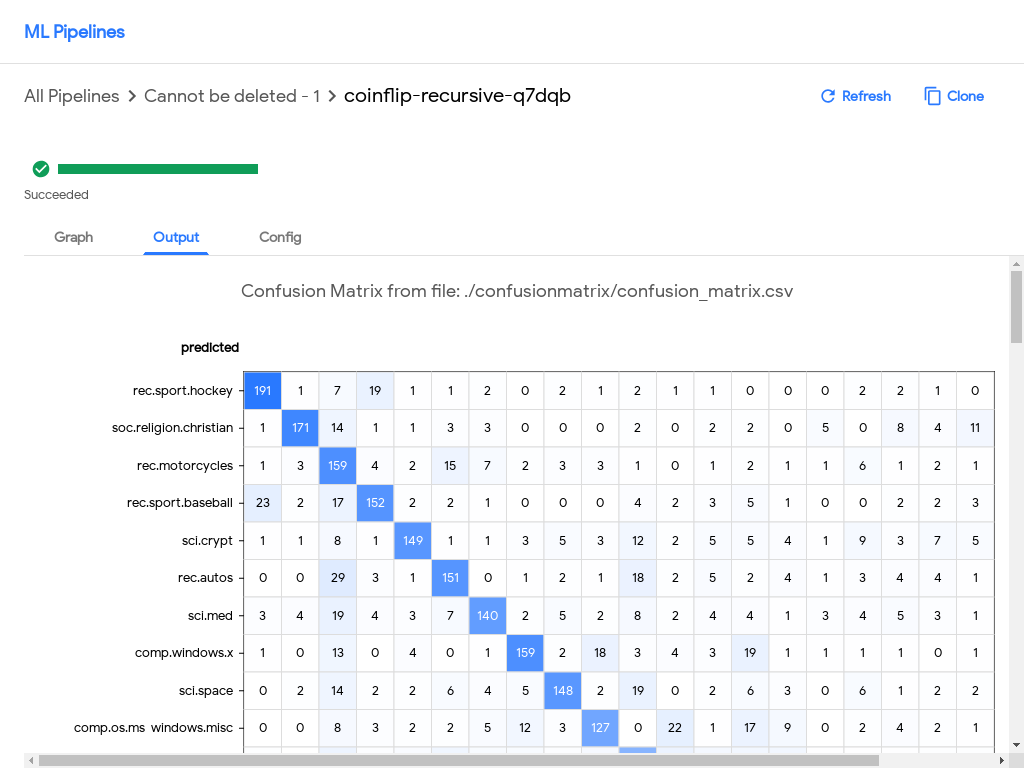 ML Pipelines
All Pipelines > Cannot be deleted - 1 > coinflip-recursive-q7dqb
Refresh
Clone
Succeeded
Graph Output Config
Confusion Matrix from file: ./confusionmatrix/confusion_matrix.csv
predicted
rec.sport.hockey 191 1 7 19 1 1 2 0 2 1 2 1 1 0 0 0 2 2 1 0
soc.religion.christian 1 171 14 1 1 3 3 0 0 0 2 0 2 2 0 5 0 8 4 11
rec.motorcycles 1 3 159 4 2 15 7 2 3 3 1 0 1 2 1 1 6 1 2 1
rec.sport.baseball 23 2 17 152 2 2 1 0 0 0 4 2 3 5 1 0 0 2 2 3
sci.crypt 1 1 8 1 149 1 1 3 5 3 12 2 5 5 4 1 9 3 7 5
rec.autos 0 0 29 3 1 151 0 1 2 1 18 2 5 2 4 1 3 4 4 1
sci.med 3 4 19 4 3 7 140 2 5 2 8 2 4 4 1 3 4 5 3 1
comp.windows.x 1 0 13 0 4 0 1 159 2 18 3 4 3 19 1 1 1 1 0 1
sci.space 0 2 14 2 2 6 4 5 148 2 19 0 2 6 3 0 6 1 2 2
comp.os.ms windows.misc 0 0 8 3 2 2 5 12 3 127 0 22 1 17 9 0 2 4 2 1